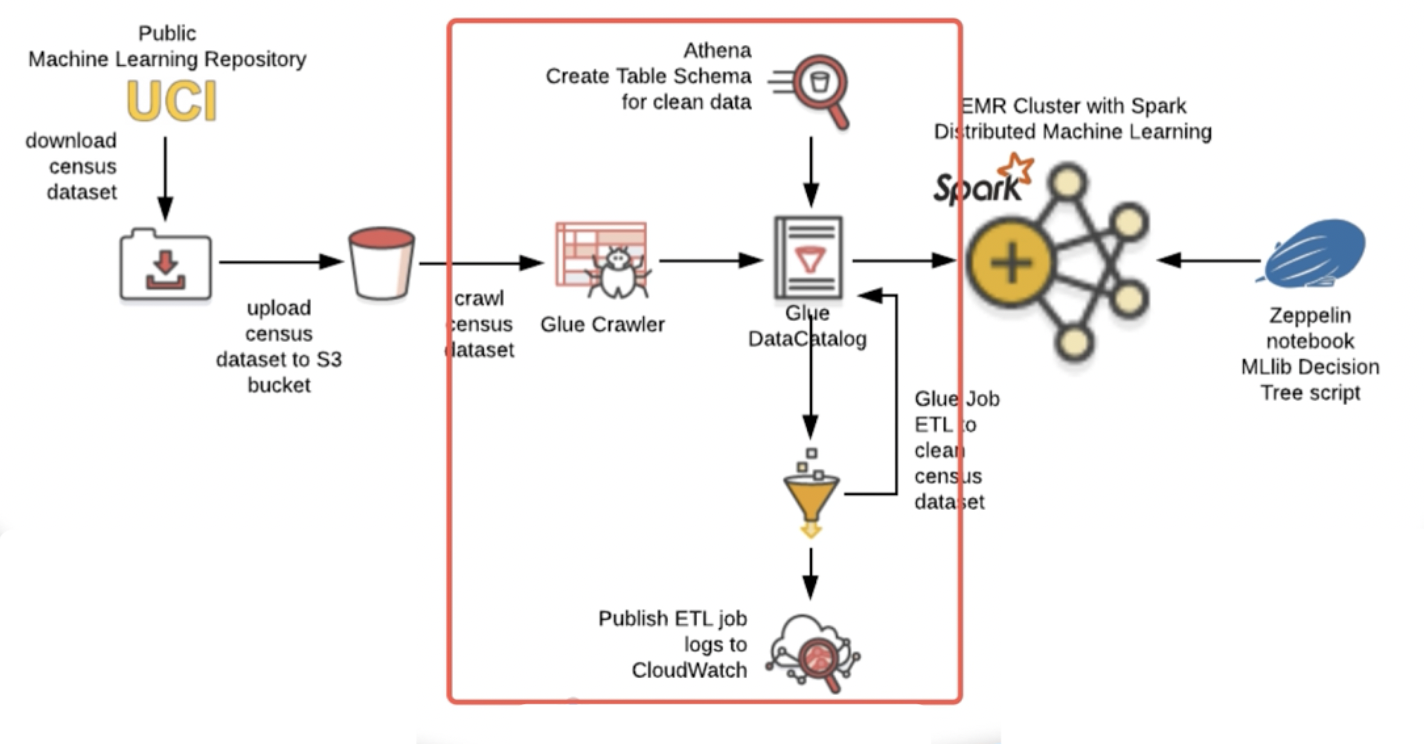 Public
Machine Learning Repository
UCI
download
census
dataset
upload
census
dataset to S3
bucket
crawl
census
dataset
Glue Crawler
Athena
Create Table Schema
for clean data
Glue
DataCatalog
Glue Job
ETL to
clean
census
dataset
Publish ETL job
logs to
CloudWatch
EMR Cluster with Spark
Distributed Machine Learning
Spark
Zeppelin
notebook
MLlib Decision
Tree script